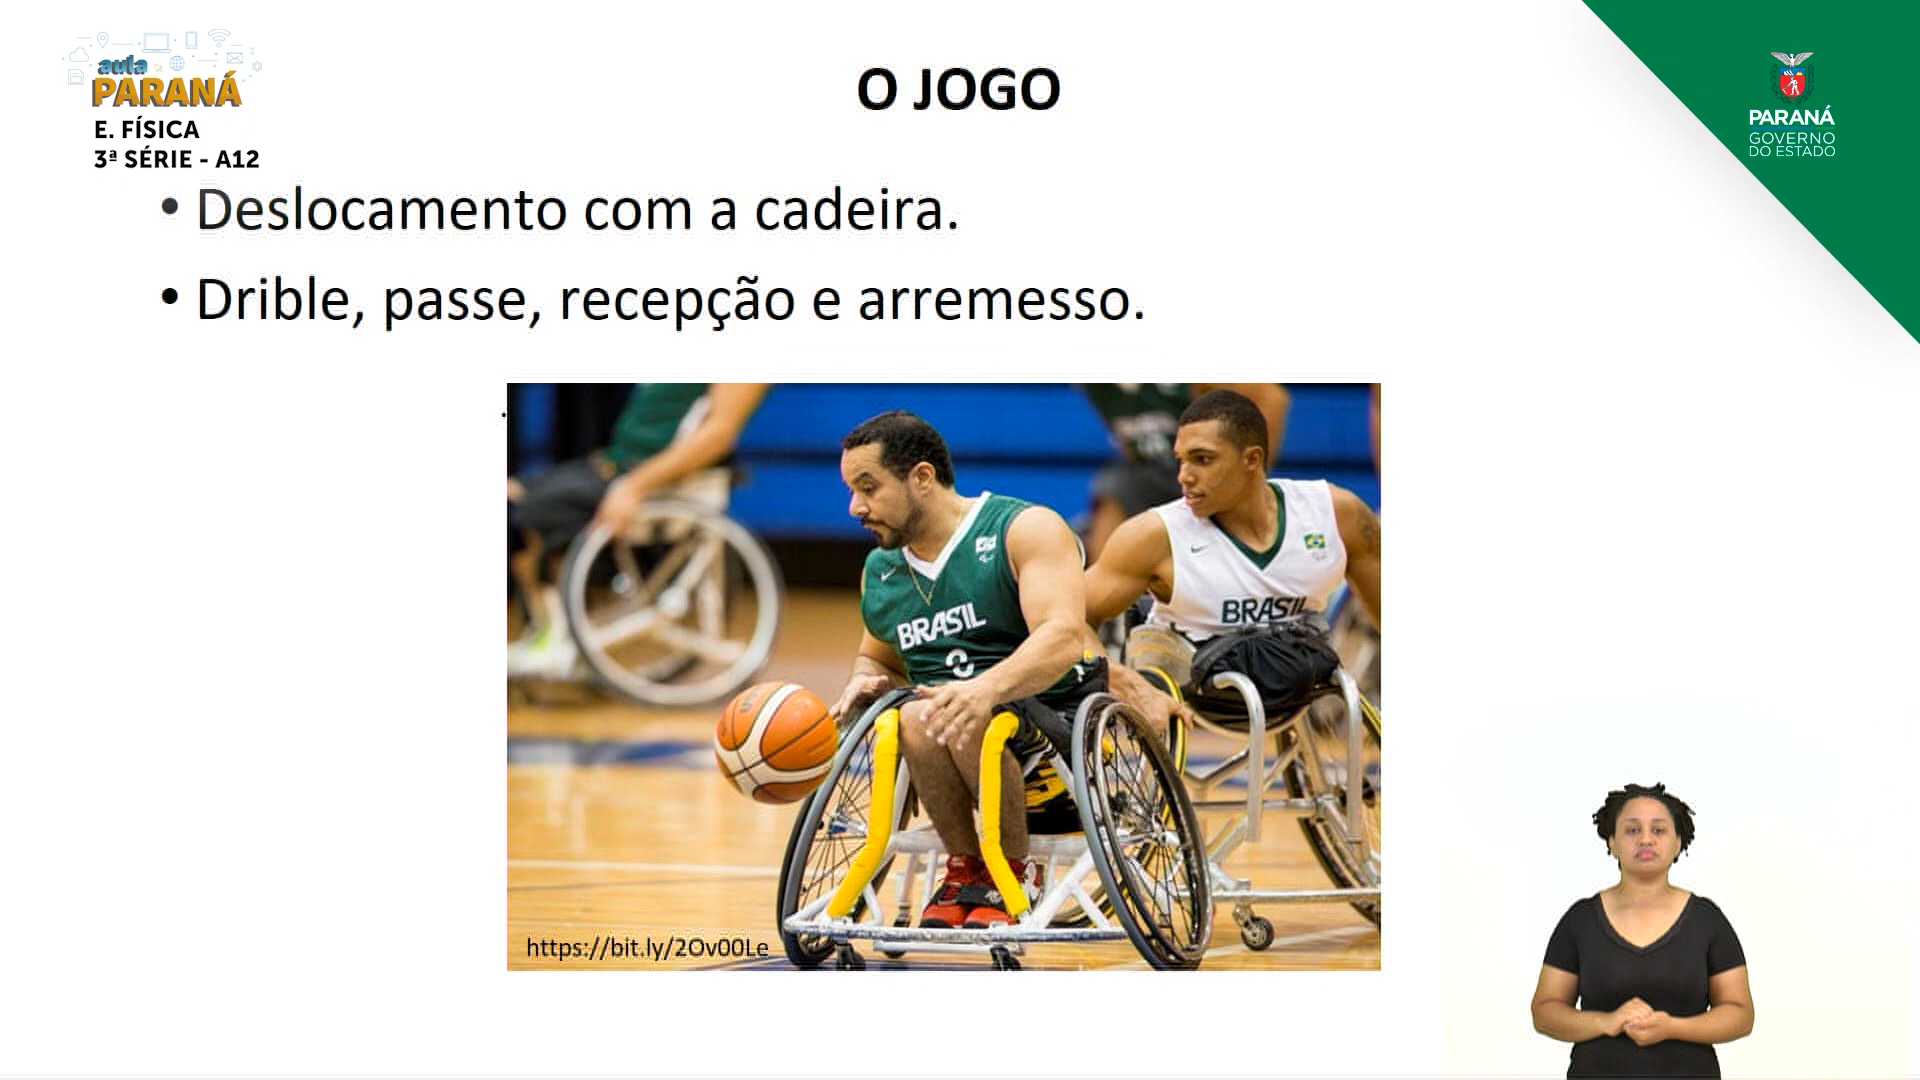 aula
PARANÁ
E. FÍSICA
3ª SÉRIE - A12
O JOGO
PARANÁ
GOVERNO
DO ESTADO
• Deslocamento com a cadeira.
• Drible, passe, recepção e arremesso.
BRASIL
BRASIL
https://bit.ly/2Ov00Le